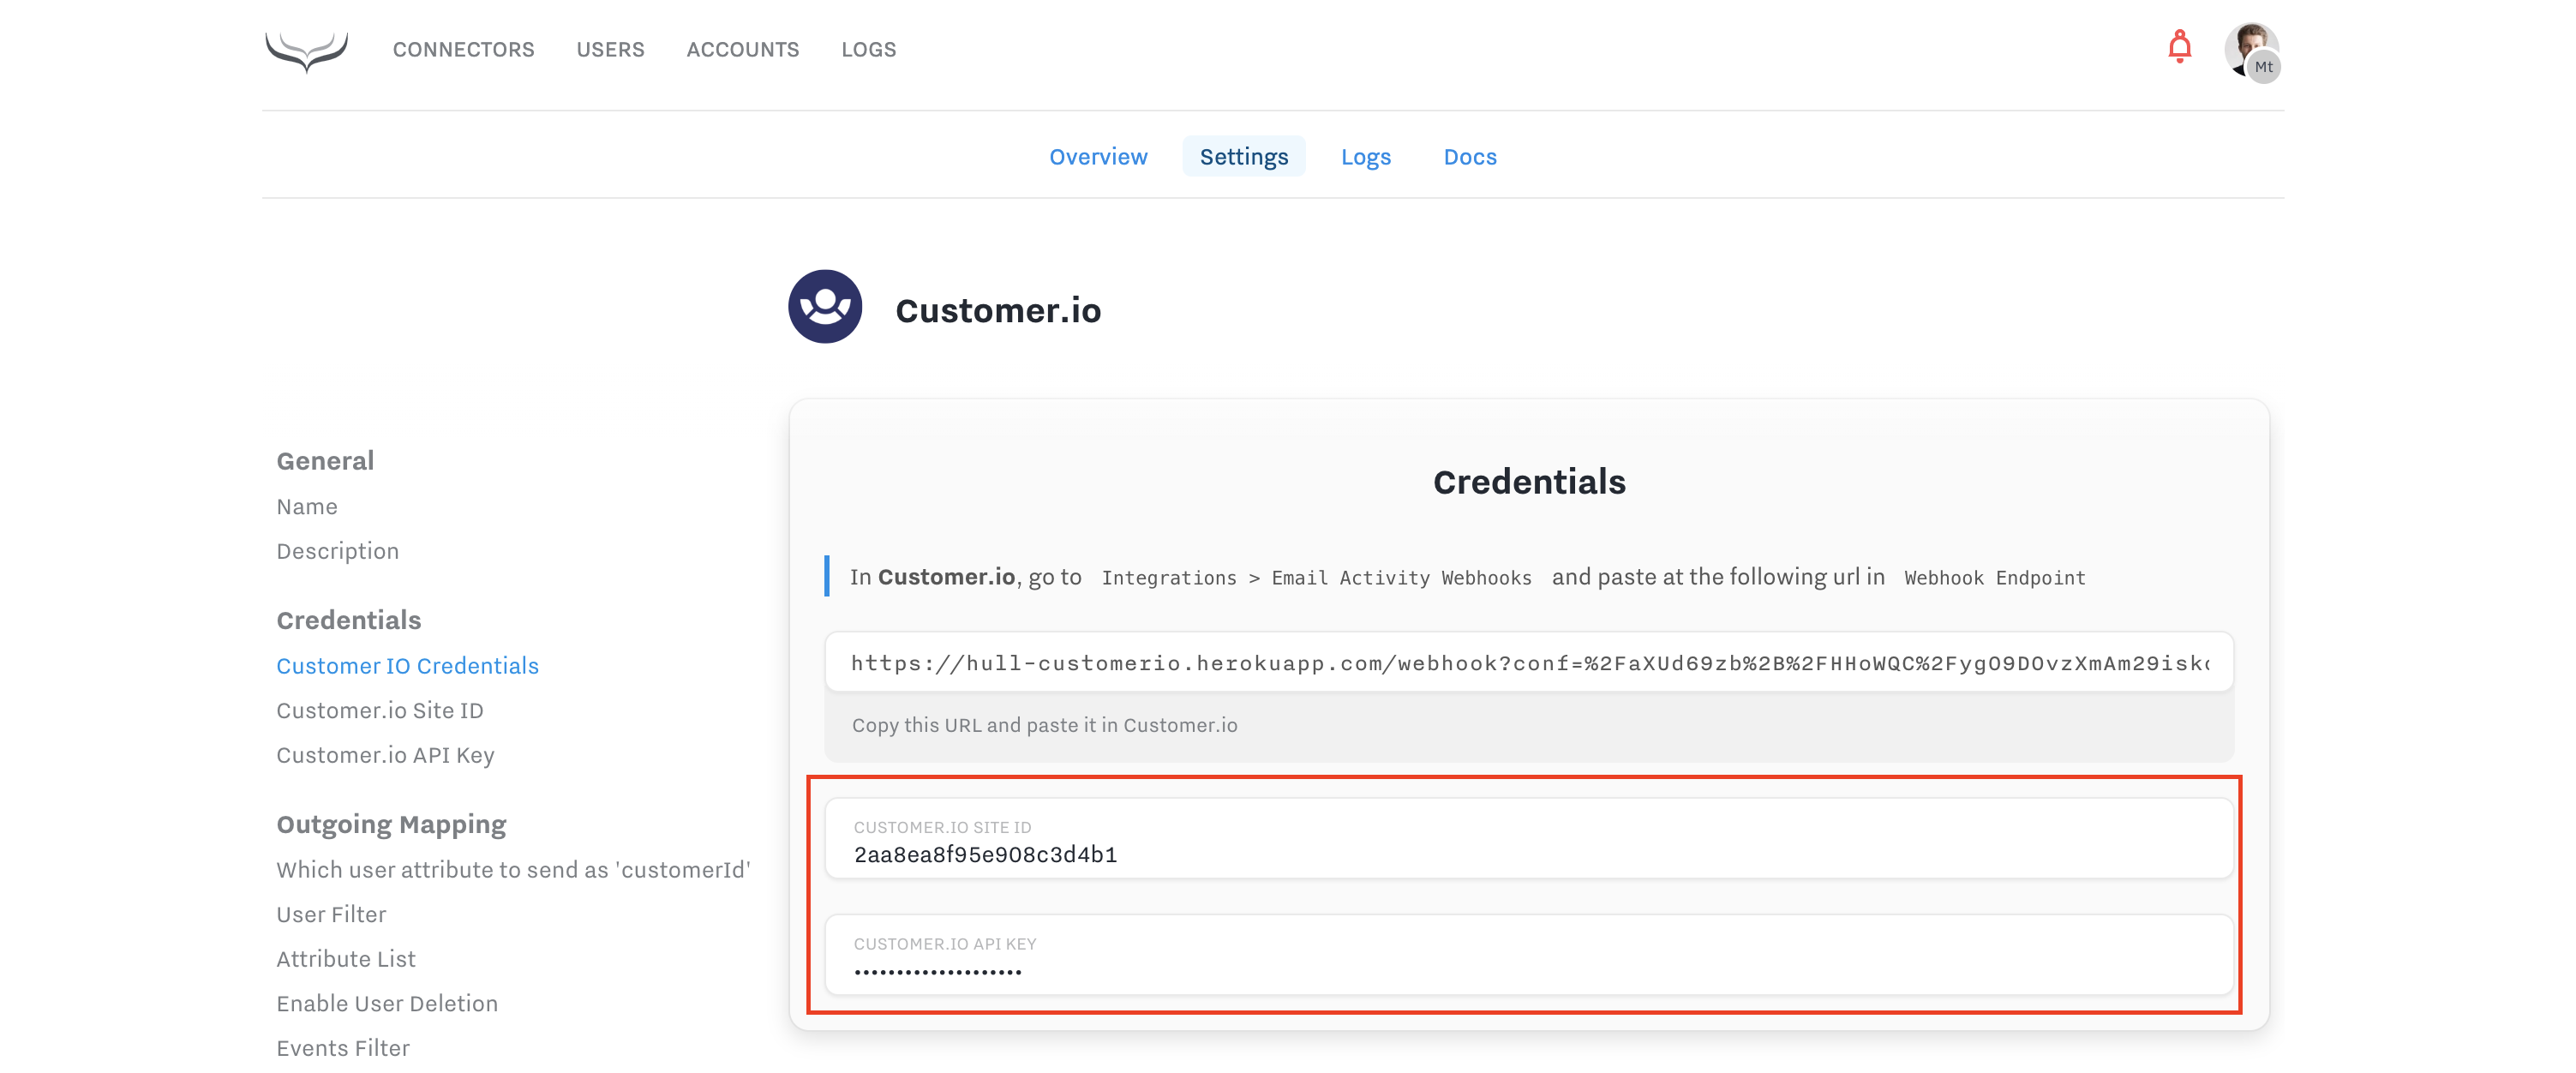 CONNECTORS USERS ACCOUNTS LOGS
Mt
Overview Settings Logs Docs
Customer.io
General
Name
Description
Credentials
Customer IO Credentials
Customer.io Site ID
Customer.io API Key
Outgoing Mapping
Which user attribute to send as 'customerId'
User Filter
Attribute List
Enable User Deletion
Events Filter
Credentials
In Customer.io, go to Integrations > Email Activity Webhooks and paste at the following url in Webhook Endpoint
https://hull-customerio.herokuapp.com/webhook?conf=%2FaXUd69zb%2B%2FHHoWQC%2FygO9DOvzXmAm29isk
Copy this URL and paste it in Customer.io
CUSTOMER.IO SITE ID
2aa8ea8f95e908c3d4b1
CUSTOMER.IO API KEY
••••••••••••••••••••